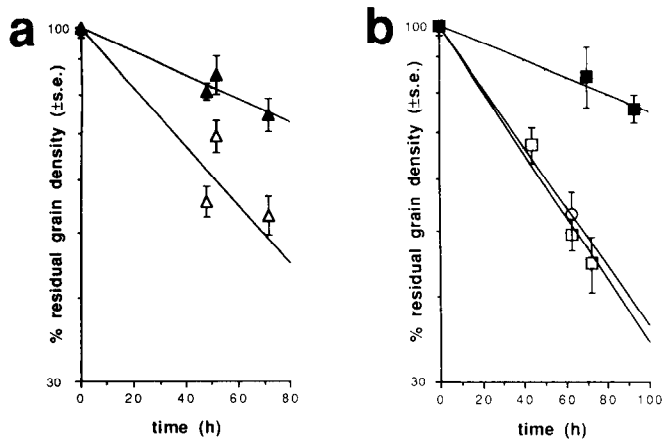 a
% residual grain density (±s.e.)
100
30
0 20 40 60 80
time (h)
b
% residual grain density (±s.e.)
100
30
0 20 40 60 80 100
time (h)